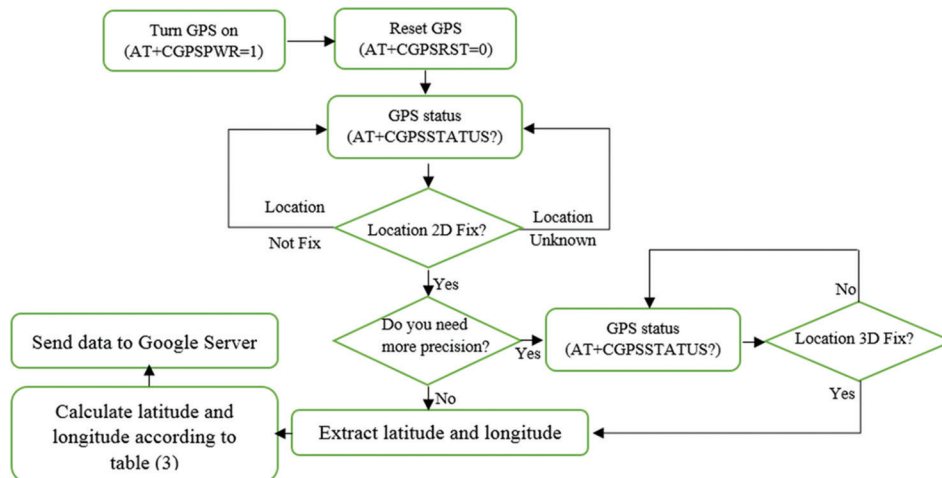 Turn GPS on
(AT+CGPSPWR=1)
Reset GPS
(AT+CGPSRST=0)
GPS status
(AT+CGPSSTATUS?)
Location
Not Fix
Location 2D Fix?
Location
Unknown
Yes
Do you need
more precision?
Yes
GPS status
(AT+CGPSSTATUS?)
No
Location 3D Fix?
Yes
No
Extract latitude and longitude
Calculate latitude and
longitude according to
table (3)
Send data to Google Server